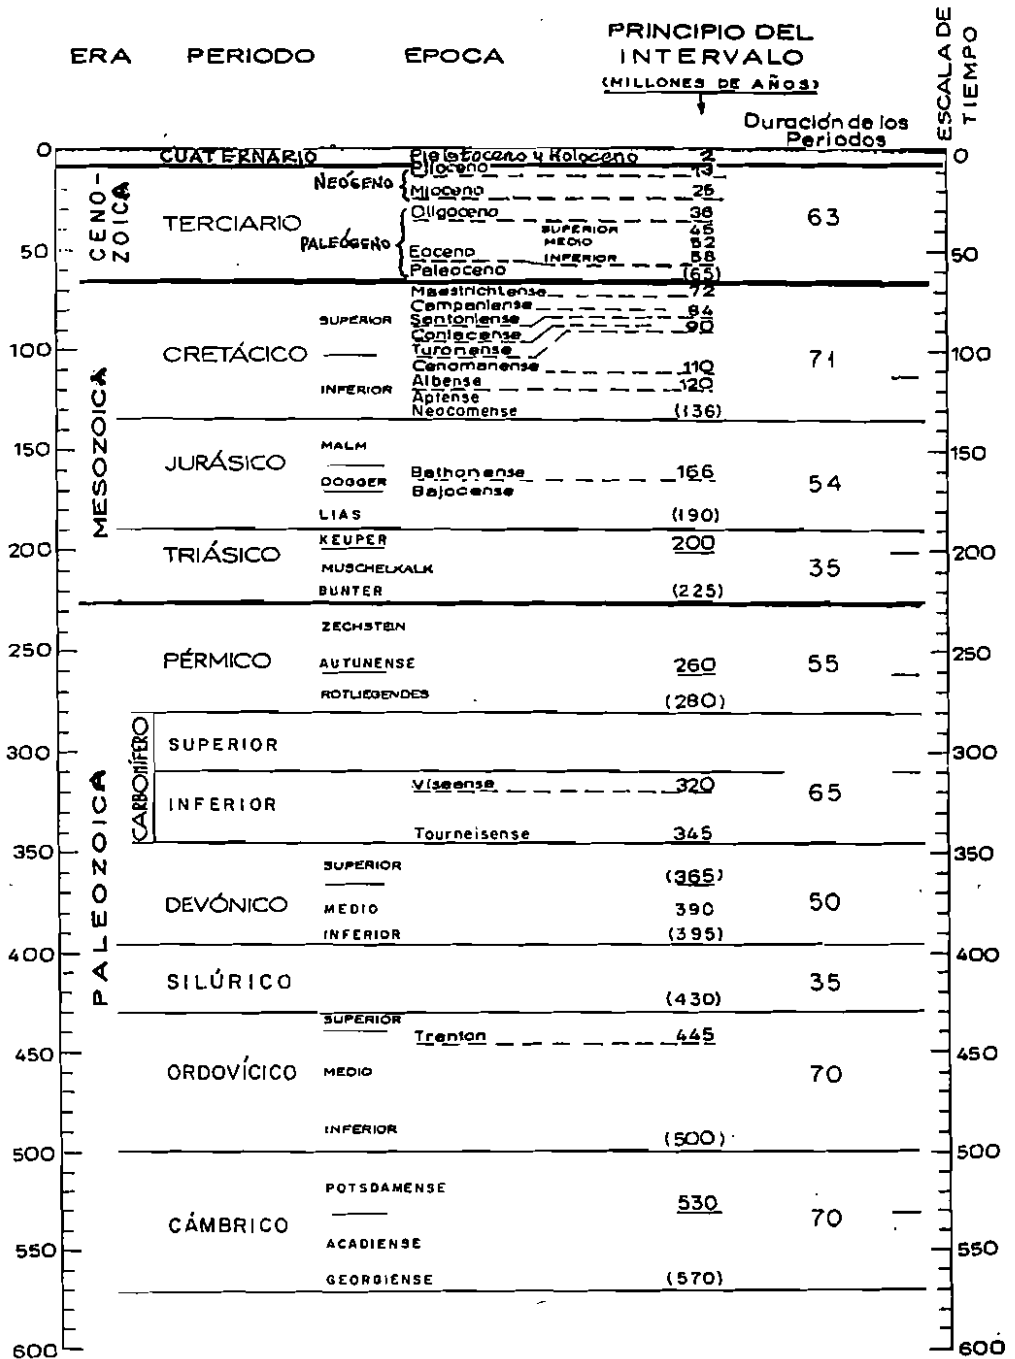 ERA PERIODO EPOCA PRINCIPIO DEL INTERVALO
(MILLONES DE AÑOS)
ESCALA DE TIEMPO
Duración de los
Periodos
0 CUATERNARIO Pleistoceno y Holoceno 2 0
CENOZOICA
NEÓGENO Plioceno 13
Mioceno 25
TERCIARIO Oligoceno 36 63
SUPERIOR 45
PALEÓGENO MEDIO 52
50 Eoceno INFERIOR 58 50
Paleoceno (65)
MESOZOICA
Maestrichtense 72
Campaniense 84
SUPERIOR Santoniense 90
Coniacense
CRETÁCICO Turonense 71
100 100
Cenomanense 110
INFERIOR Albense 120
Aptense
Neocomense (136)
150 MALM 150
JURÁSICO Bathoniense 166
DOGGER Bajociense 54
LIAS (190)
200 TRIÁSICO KEUPER 200 200
MUSCHELKALK 35
BUNTER (225)
PALEOZOICA
ZECHSTEIN
250 PÉRMICO AUTUNENSE 260 55 250
ROTLIEGENDES (280)
CARBONÍFERO
300 SUPERIOR 300
Viseense 320 65
INFERIOR
Tourneisense 345
350 350
SUPERIOR (365)
DEVÓNICO MEDIO 390 50
INFERIOR (395)
400 400
SILÚRICO 35
(430)
SUPERIOR
Trenton 445
450 450
ORDOVÍCICO MEDIO 70
INFERIOR (500)
500 500
POTSDAMENSE 530
CÁMBRICO 70
550 ACADIENSE 550
GEORGIENSE (570)
600 600